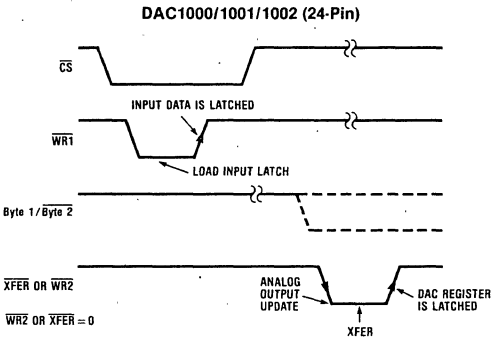 DAC1000/1001/1002 (24-Pin)
CS
INPUT DATA IS LATCHED
WR1
LOAD INPUT LATCH
Byte 1/Byte 2
XFER OR WR2
ANALOG
OUTPUT
UPDATE
DAC REGISTER
IS LATCHED
WR2 OR XFER = 0
XFER